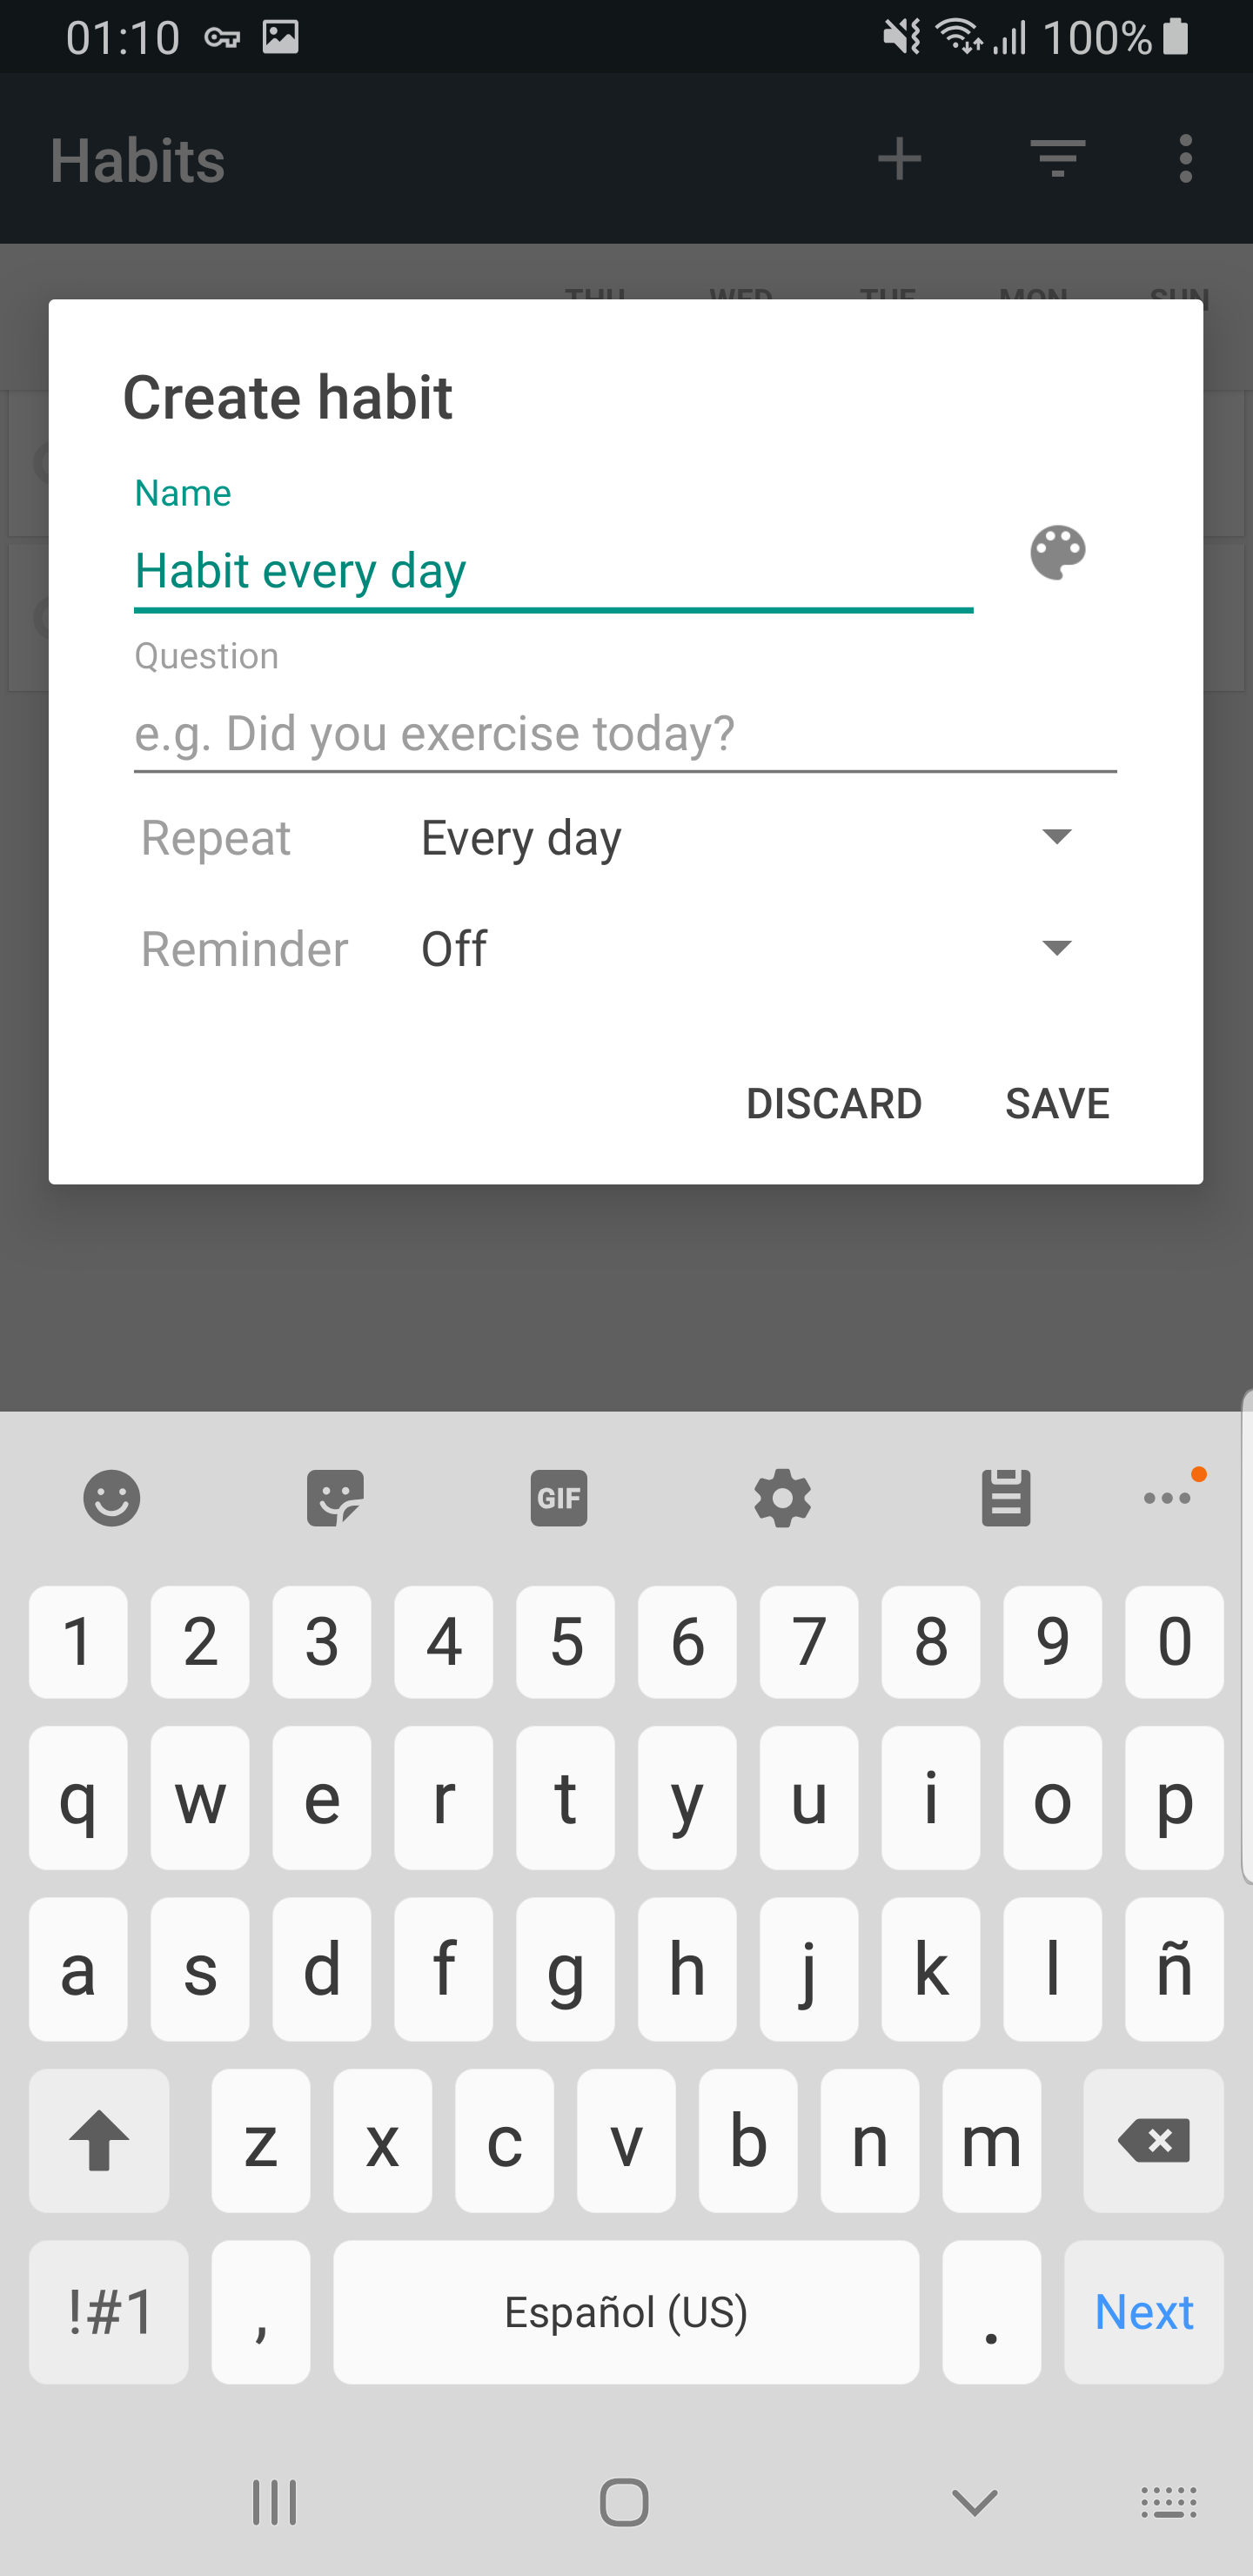 01:10 100%
Habits
THU WED TUE MON SUN
Create habit
Name
Habit every day
Question
e.g. Did you exercise today?
Repeat Every day
Reminder Off
DISCARD SAVE
GIF
1 2 3 4 5 6 7 8 9 0
q w e r t y u i o p
a s d f g h j k l ñ
z x c v b n m
!#1 , Español (US) . Next